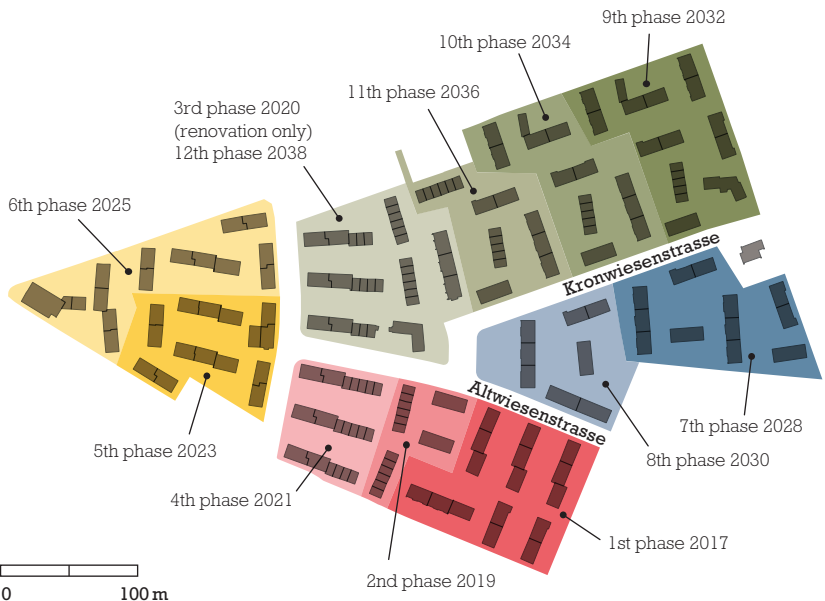 9th phase 2032
10th phase 2034
11th phase 2036
3rd phase 2020
(renovation only)
12th phase 2038
6th phase 2025
Kronwiesenstrasse
Altwiesenstrasse
7th phase 2028
5th phase 2023
8th phase 2030
4th phase 2021
1st phase 2017
2nd phase 2019
0 100 m